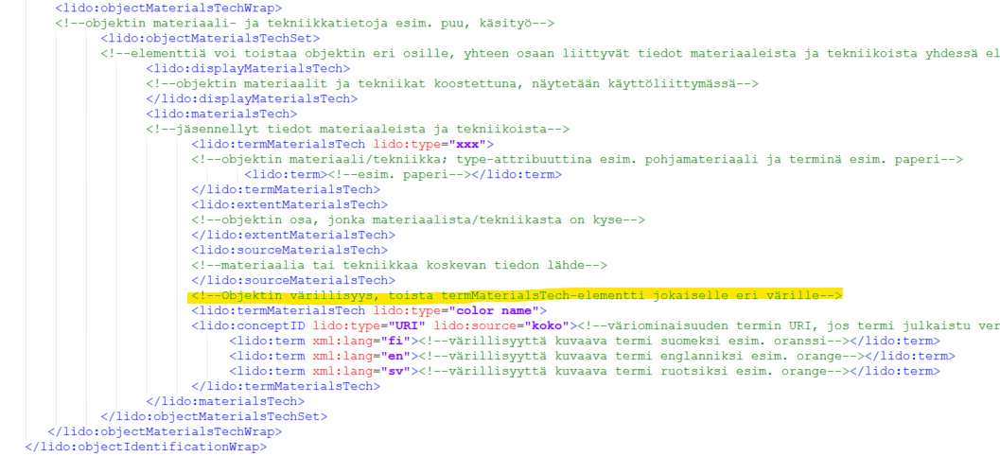 <lido:objectMaterialsTechWrap>
<!--objektin materiaali- ja tekniikkatietoja esim. puu, käsityö-->
<lido:objectMaterialsTechSet>
<!--elementtiä voi toistaa objektin eri osille, yhteen osaan liittyvät tiedot materiaaleista ja tekniikoista yhdessä el
<lido:displayMaterialsTech>
<!--objektin materiaalit ja tekniikat koostettuna, näytetään käyttöliittymässä-->
</lido:displayMaterialsTech>
<lido:materialsTech>
<!--jäsennellyt tiedot materiaaleista ja tekniikoista-->
<lido:termMaterialsTech lido:type="xxx">
<!--objektin materiaali/tekniikka; type-attribuuttina esim. pohjamateriaali ja terminä esim. paperi-->
<lido:term><!--esim. paperi--></lido:term>
</lido:termMaterialsTech>
<lido:extentMaterialsTech>
<!--objektin osa, jonka materiaalista/tekniikasta on kyse-->
</lido:extentMaterialsTech>
<lido:sourceMaterialsTech>
<!--materiaalia tai tekniikkaa koskevan tiedon lähde-->
</lido:sourceMaterialsTech>
<!--Objektin värillisyys, toista termMaterialsTech-elementti jokaiselle eri värille-->
<lido:termMaterialsTech lido:type="color name">
<lido:conceptID lido:type="URI" lido:source="koko"><!--väriominaisuuden termin URI, jos termi julkaistu ver
<lido:term xml:lang="fi"><!--värillisyyttä kuvaava termi suomeksi esim. oranssi--></lido:term>
<lido:term xml:lang="en"><!--värillisyyttä kuvaava termi englanniksi esim. orange--></lido:term>
<lido:term xml:lang="sv"><!--värillisyyttä kuvaava termi ruotsiksi esim. orange--></lido:term>
</lido:termMaterialsTech>
</lido:materialsTech>
</lido:objectMaterialsTechSet>
</lido:objectMaterialsTechWrap>
</lido:objectIdentificationWrap>